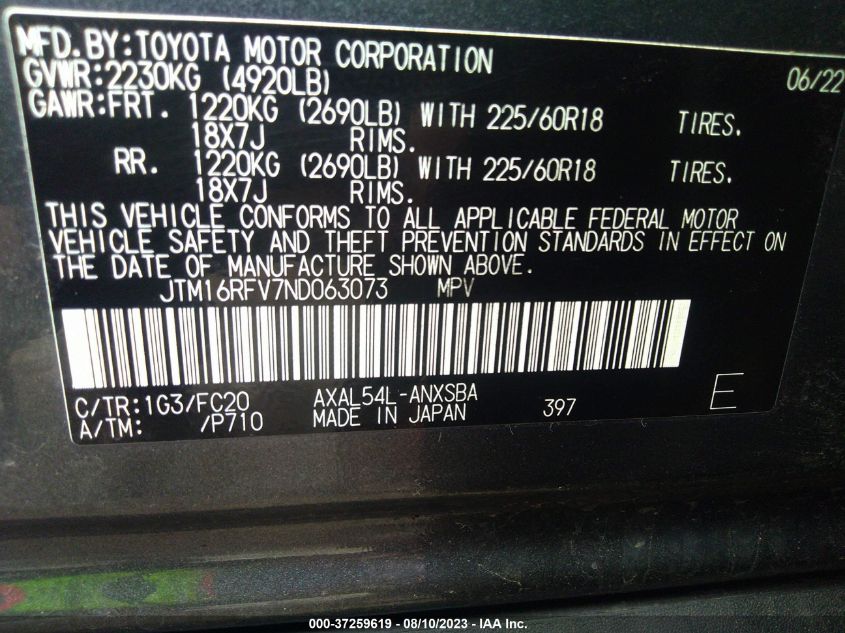 MFD.BY:TOYOTA MOTOR CORPORATION 06/22
GVWR:2230KG (4920LB)
GAWR:FRT. 1220KG (2690LB) WITH 225/60R18 TIRES.
18X7J RIMS.
RR. 1220KG (2690LB) WITH 225/60R18 TIRES.
18X7J RIMS.
THIS VEHICLE CONFORMS TO ALL APPLICABLE FEDERAL MOTOR
VEHICLE SAFETY AND THEFT PREVENTION STANDARDS IN EFFECT ON
THE DATE OF MANUFACTURE SHOWN ABOVE.
JTM16RFV7ND063073 MPV
C/TR:1G3/FC20 AXAL54L-ANXSBA
A/TM: /P710 MADE IN JAPAN 397 E
000-37259619 - 08/10/2023 - IAA Inc.